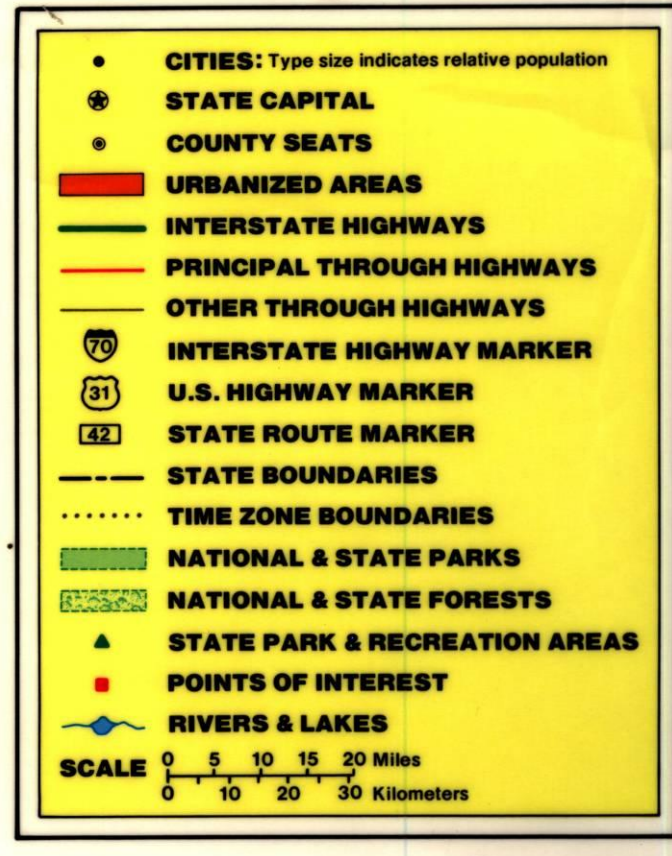 CITIES: Type size indicates relative population
STATE CAPITAL
COUNTY SEATS
URBANIZED AREAS
INTERSTATE HIGHWAYS
PRINCIPAL THROUGH HIGHWAYS
OTHER THROUGH HIGHWAYS
70 INTERSTATE HIGHWAY MARKER
31 U.S. HIGHWAY MARKER
42 STATE ROUTE MARKER
STATE BOUNDARIES
TIME ZONE BOUNDARIES
NATIONAL & STATE PARKS
NATIONAL & STATE FORESTS
STATE PARK & RECREATION AREAS
POINTS OF INTEREST
RIVERS & LAKES
SCALE 0 5 10 15 20 Miles
0 10 20 30 Kilometers